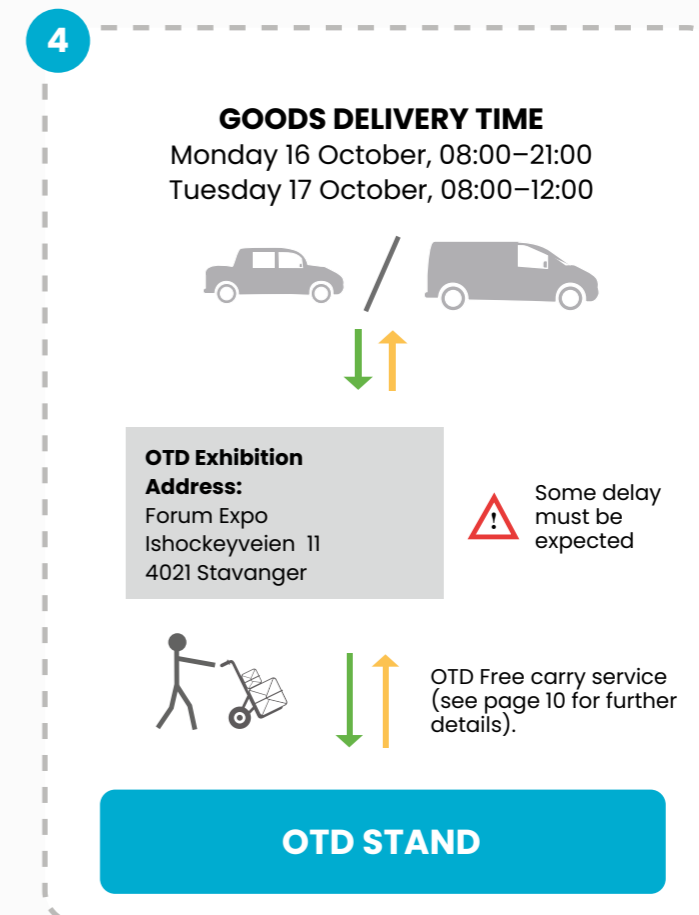 4
GOODS DELIVERY TIME
Monday 16 October, 08:00–21:00
Tuesday 17 October, 08:00–12:00
OTD Exhibition
Address:
Forum Expo
Ishockeyveien 11
4021 Stavanger
!
Some delay
must be
expected
OTD Free carry service
(see page 10 for further
details).
OTD STAND